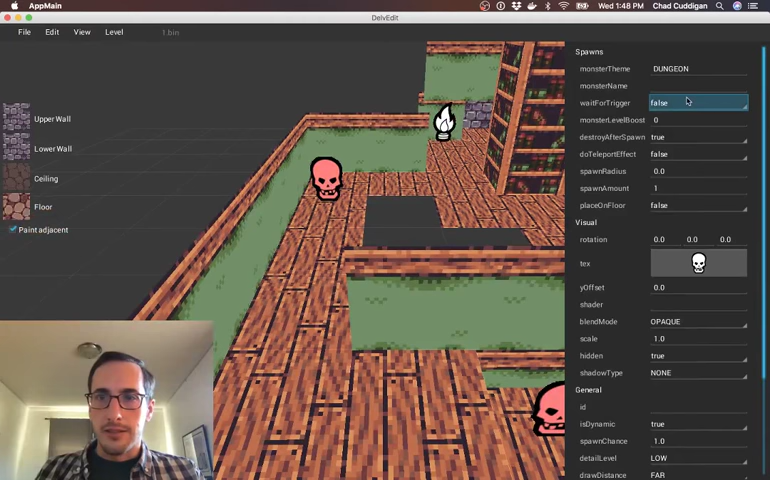 AppMain
Wed 1:48 PM Chad Cuddigan
DelvEdit
File Edit View Level 1.bin
Upper Wall
Lower Wall
Ceiling
Floor
Paint adjacent
Spawns
monsterTheme DUNGEON
monsterName
waitForTrigger false
monsterLevelBoost 0
destroyAfterSpawn true
doTeleportEffect false
spawnRadius 0.0
spawnAmount 1
placeOnFloor false
Visual
rotation 0.0 0.0 0.0
tex
yOffset 0.0
shader
blendMode OPAQUE
scale 1.0
hidden true
shadowType NONE
General
id
isDynamic true
spawnChance 1.0
detailLevel LOW
drawDistance FAR